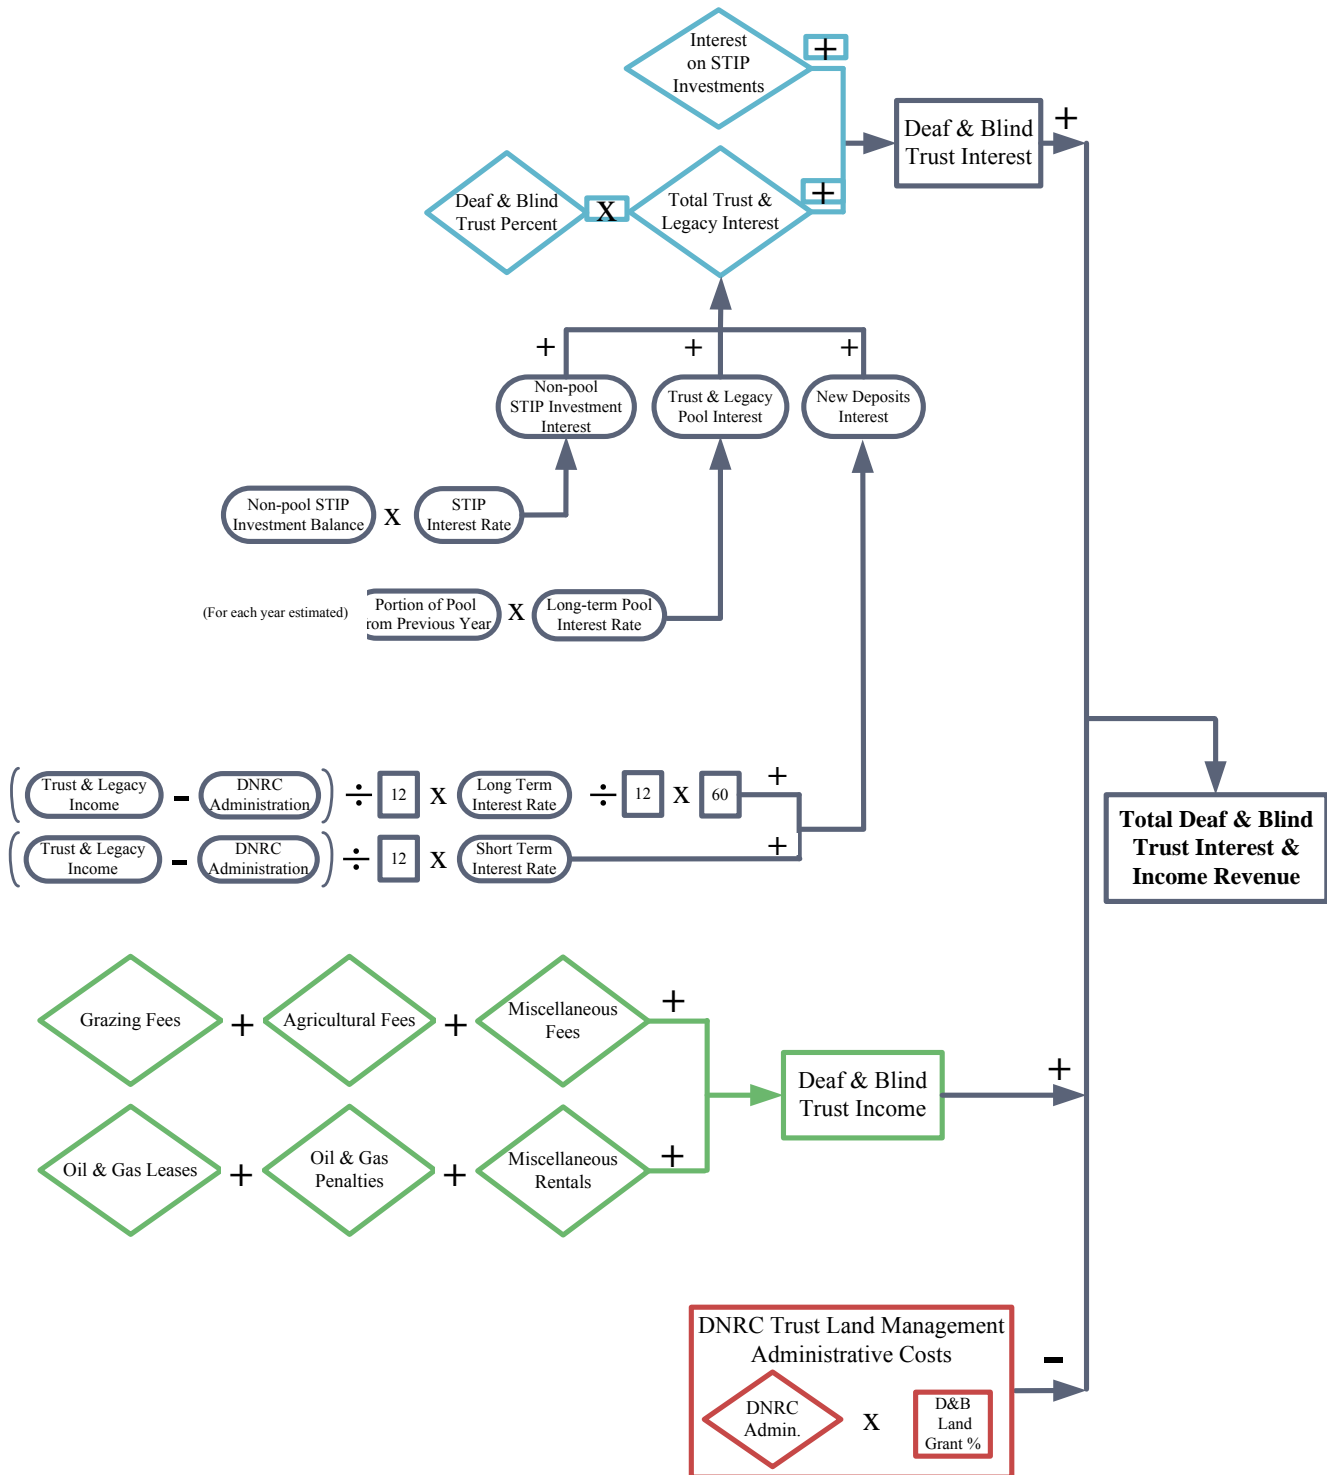 Interest
on STIP
Investments
+
Deaf & Blind
Trust Interest
+
Deaf & Blind
Trust Percent
X
Total Trust &
Legacy Interest
+
+
+
+
Non-pool
STIP Investment
Interest
Trust & Legacy
Pool Interest
New Deposits
Interest
Non-pool STIP
Investment Balance
X
STIP
Interest Rate
(For each year estimated)
Portion of Pool
rom Previous Year
X
Long-term Pool
Interest Rate
(
Trust & Legacy
Income
-
DNRC
Administration
)
÷
12
X
Long Term
Interest Rate
÷
12
X
60
+
(
Trust & Legacy
Income
-
DNRC
Administration
)
÷
12
X
Short Term
Interest Rate
+
Total Deaf & Blind
Trust Interest &
Income Revenue
Grazing Fees
+
Agricultural Fees
+
Miscellaneous
Fees
+
Deaf & Blind
Trust Income
+
Oil & Gas Leases
+
Oil & Gas
Penalties
+
Miscellaneous
Rentals
+
DNRC Trust Land Management
Administrative Costs
-
DNRC
Admin.
X
D&B
Land
Grant %